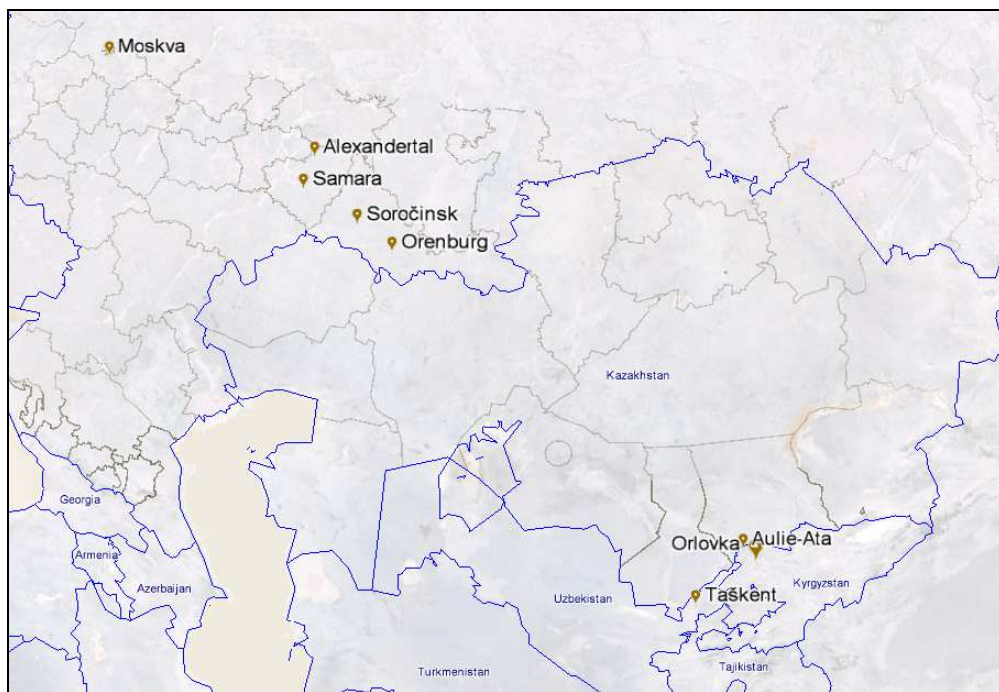 Moskva
Alexandertal
Samara
Soročinsk
Orenburg
Kazakhstan
Georgia
Orlovka
Aulie-Ata
Armenia
Azerbaijan
Uzbekistan
Taškent
Kyrgyzstan
Turkmenistan
Tajikistan